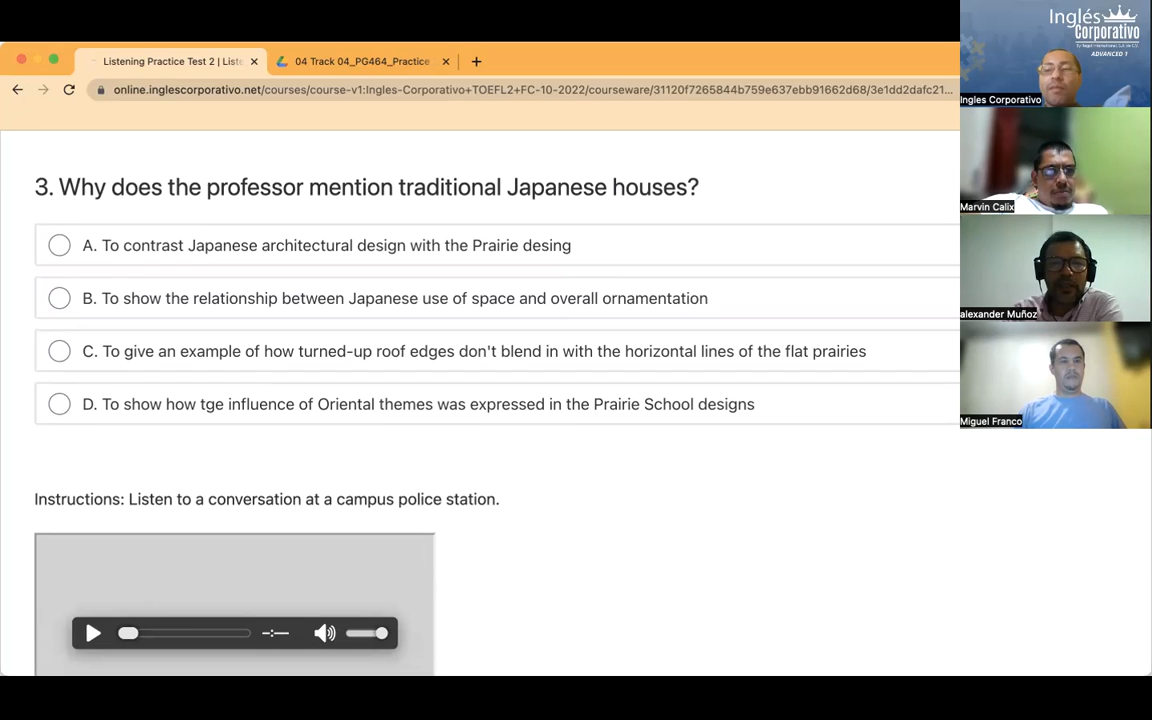 Listening Practice Test 2 | Liste
04 Track 04_PG464_Practice
online.inglescorporativo.net/courses/course-v1:Ingles-Corporativo+TOEFL2+FC-10-2022/courseware/31120f7265844b759e637ebb91662d68/3e1dd2dafc21...
3. Why does the professor mention traditional Japanese houses?
A. To contrast Japanese architectural design with the Prairie desing
B. To show the relationship between Japanese use of space and overall ornamentation
C. To give an example of how turned-up roof edges don't blend in with the horizontal lines of the flat prairies
D. To show how tge influence of Oriental themes was expressed in the Prairie School designs
Instructions: Listen to a conversation at a campus police station.
-:--
Inglés
Corporativo
ADVANCED 1
Ingles Corporativo
Marvin Calix
alexander Muñoz
Miguel Franco